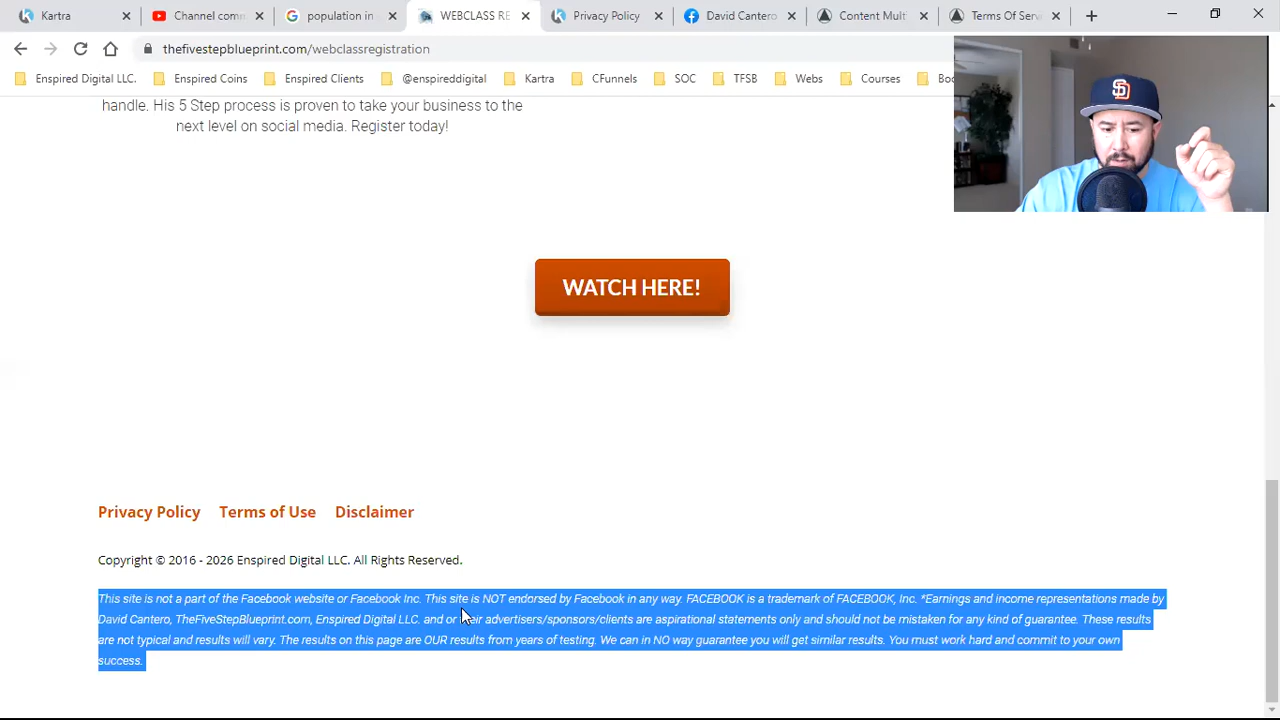 Kartra
Channel com
population in
WEBCLASS RE
Privacy Policy
David Cantero
Content Mult
Terms Of Serv
thefivestepblueprint.com/webclassregistration
Enspired Digital LLC.
Enspired Coins
Enspired Clients
@enspireddigital
Kartra
CFunnels
SOC
TFSB
Webs
Courses
handle. His 5 Step process is proven to take your business to the
next level on social media. Register today!
SD
WATCH HERE!
Privacy Policy Terms of Use Disclaimer
Copyright © 2016 - 2026 Enspired Digital LLC. All Rights Reserved.
This site is not a part of the Facebook website or Facebook Inc. This site is NOT endorsed by Facebook in any way. FACEBOOK is a trademark of FACEBOOK, Inc. *Earnings and income representations made by
David Cantero, TheFiveStepBlueprint.com, Enspired Digital LLC. and or their advertisers/sponsors/clients are aspirational statements only and should not be mistaken for any kind of guarantee. These results
are not typical and results will vary. The results on this page are OUR results from years of testing. We can in NO way guarantee you will get similar results. You must work hard and commit to your own
success.